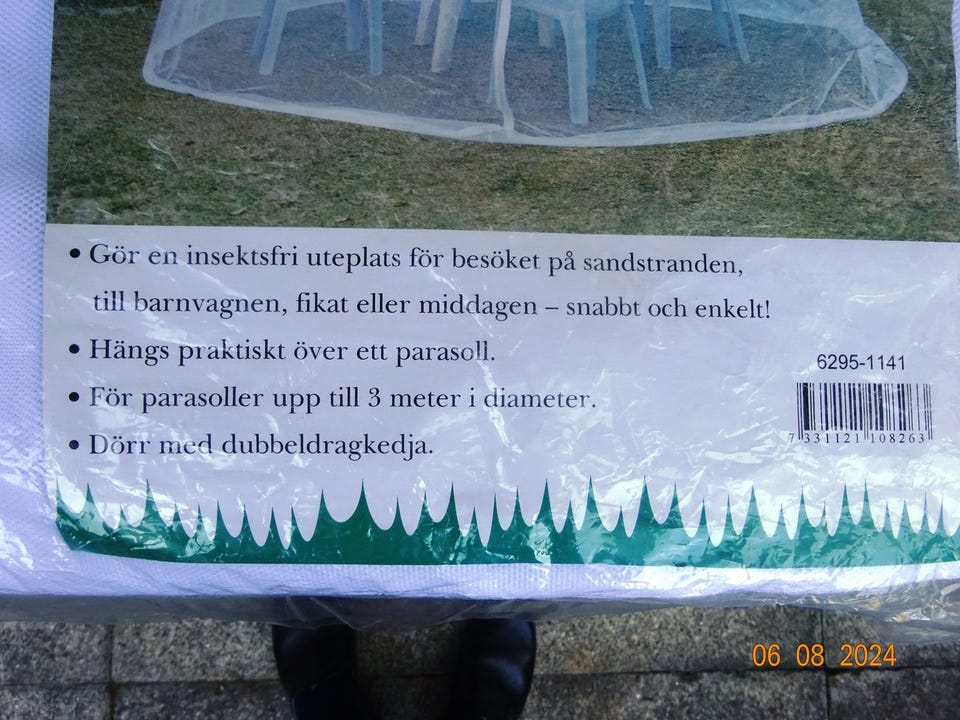 • Gör en insektsfri uteplats för besöket på sandstranden,
till barnvagnen, fikat eller middagen – snabbt och enkelt!
• Hängs praktiskt över ett parasoll.
• För parasoller upp till 3 meter i diameter.
• Dörr med dubbeldragkedja.
6295-1141
7 331121 108263
06 08 2024